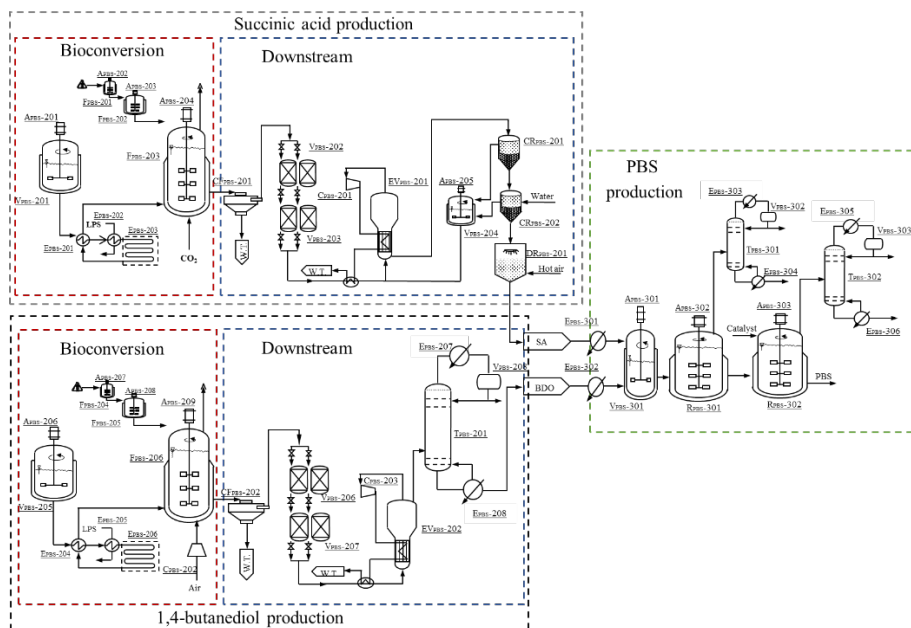 Succinic acid production
Bioconversion
Downstream
APBS-202
APBS-203
FPBS-201
FPBS-202
APBS-204
APBS-201
FPBS-203
VPBS-201
EPBS-202
LPS
EPBS-203
EPBS-201
CO2
CFPBS-201
W.T.
VPBS-202
CPBS-201
VPBS-203
EVPBS-201
W.T.
APBS-205
VPBS-204
CRPBS-201
Water
CRPBS-202
DRPBS-201
Hot air
PBS
production
EPBS-303
VPBS-302
EPBS-305
VPBS-303
TPBS-301
EPBS-304
TPBS-302
EPBS-306
APBS-301
APBS-302
APBS-303
Catalyst
EPBS-301
SA
EPBS-302
BDO
VPBS-301
RPBS-301
RPBS-302
PBS
Bioconversion
Downstream
APBS-207
APBS-208
FPBS-204
FPBS-205
APBS-209
APBS-206
FPBS-206
VPBS-205
EPBS-205
LPS
EPBS-206
EPBS-204
CPBS-202
Air
CFPBS-202
W.T.
VPBS-206
CPBS-203
VPBS-207
EVPBS-202
W.T.
EPBS-207
TPBS-201
EPBS-208
1,4-butanediol production